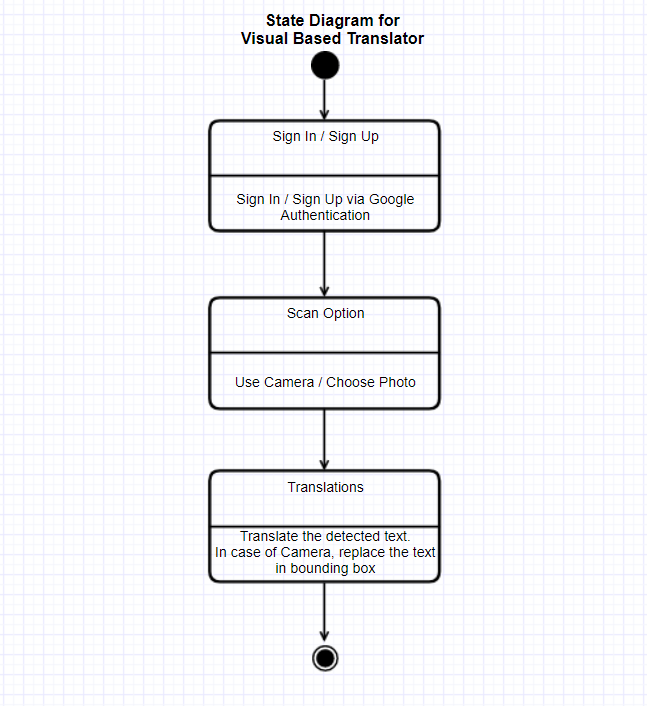 State Diagram for
Visual Based Translator
Sign In / Sign Up
Sign In / Sign Up via Google
Authentication
Scan Option
Use Camera / Choose Photo
Translations
Translate the detected text.
In case of Camera, replace the text
in bounding box